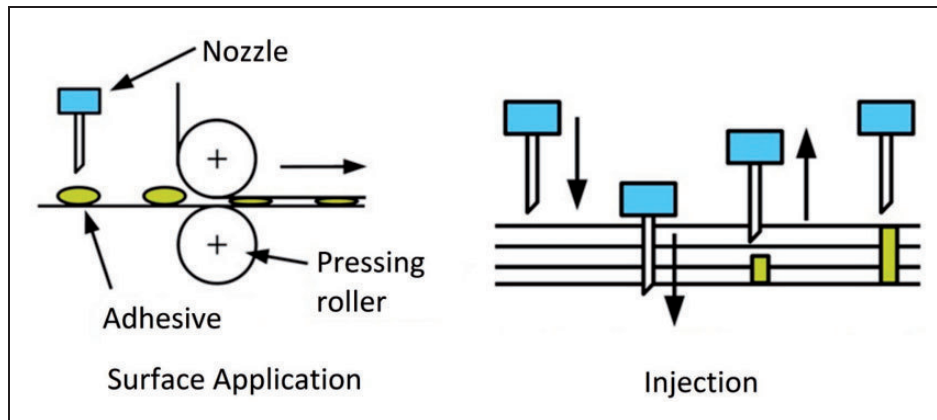 Nozzle
Pressing
roller
Adhesive
Surface Application
Injection